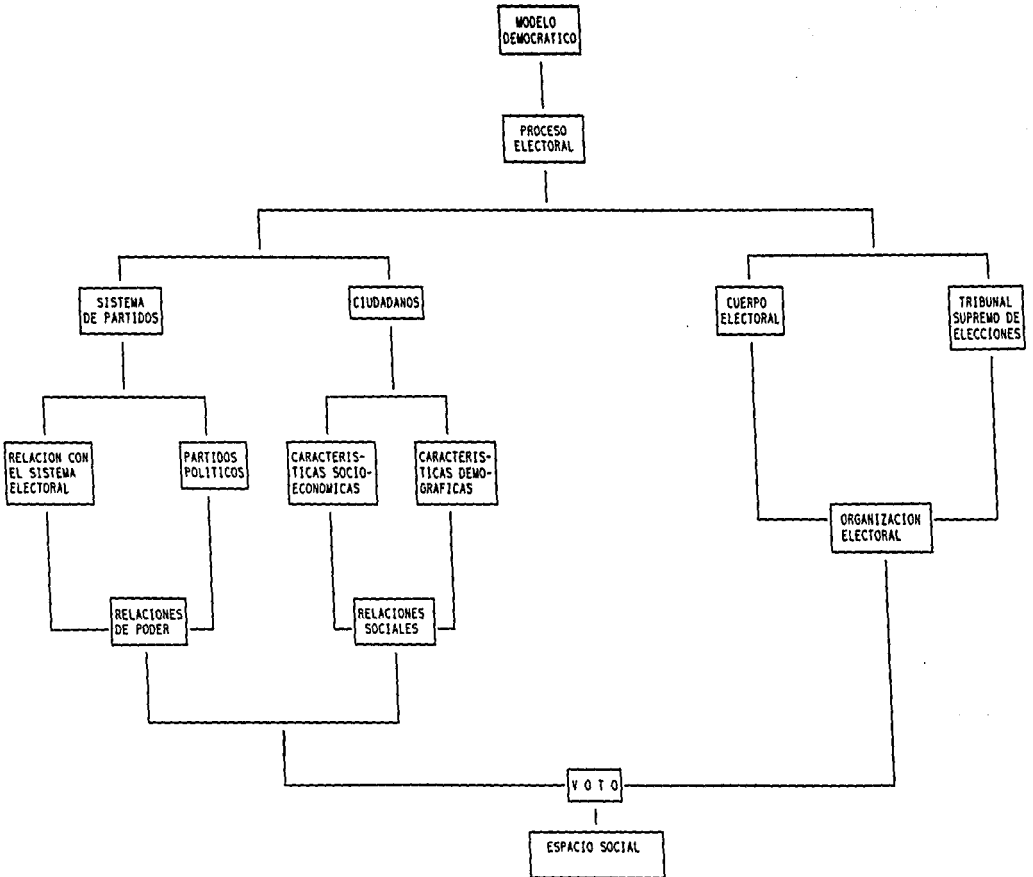 MODELO
DEMOCRATICO
PROCESO
ELECTORAL
SISTEMA
DE PARTIDOS
CIUDADANOS
CUERPO
ELECTORAL
TRIBUNAL
SUPREMO DE
ELECCIONES
RELACION CON
EL SISTEMA
ELECTORAL
PARTIDOS
POLITICOS
CARACTERIS-
TICAS SOCIO-
ECONOMICAS
CARACTERIS-
TICAS DEMO-
GRAFICAS
ORGANIZACION
ELECTORAL
RELACIONES
DE PODER
RELACIONES
SOCIALES
V O T O
ESPACIO SOCIAL